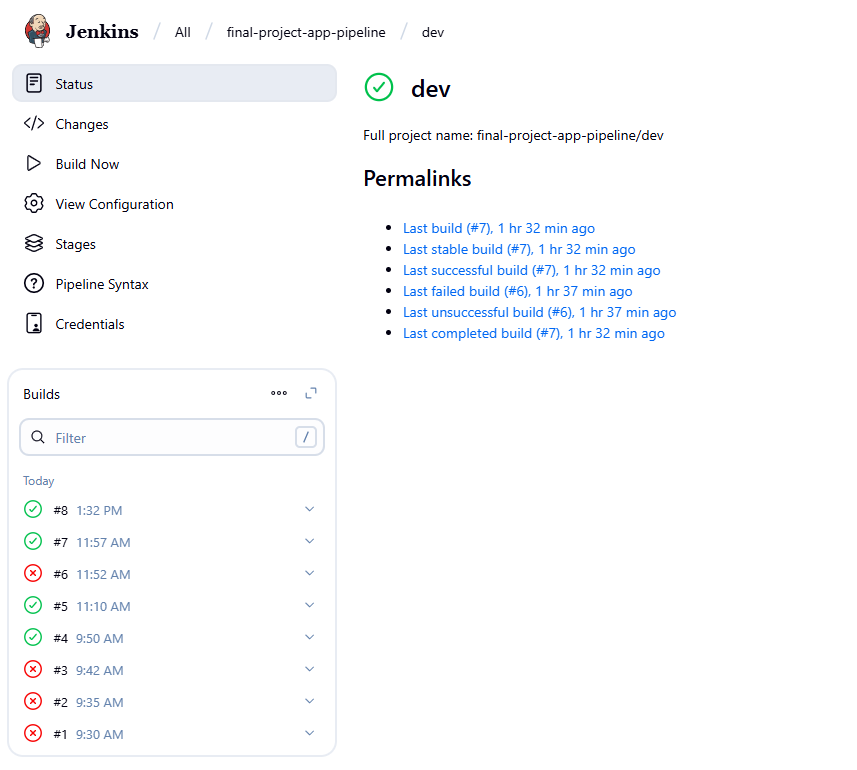 Jenkins / All / final-project-app-pipeline / dev
Status
Changes
Build Now
View Configuration
Stages
Pipeline Syntax
Credentials
Builds
Filter /
Today
#8 1:32 PM
#7 11:57 AM
#6 11:52 AM
#5 11:10 AM
#4 9:50 AM
#3 9:42 AM
#2 9:35 AM
#1 9:30 AM
dev
Full project name: final-project-app-pipeline/dev
Permalinks
Last build (#7), 1 hr 32 min ago
Last stable build (#7), 1 hr 32 min ago
Last successful build (#7), 1 hr 32 min ago
Last failed build (#6), 1 hr 37 min ago
Last unsuccessful build (#6), 1 hr 37 min ago
Last completed build (#7), 1 hr 32 min ago